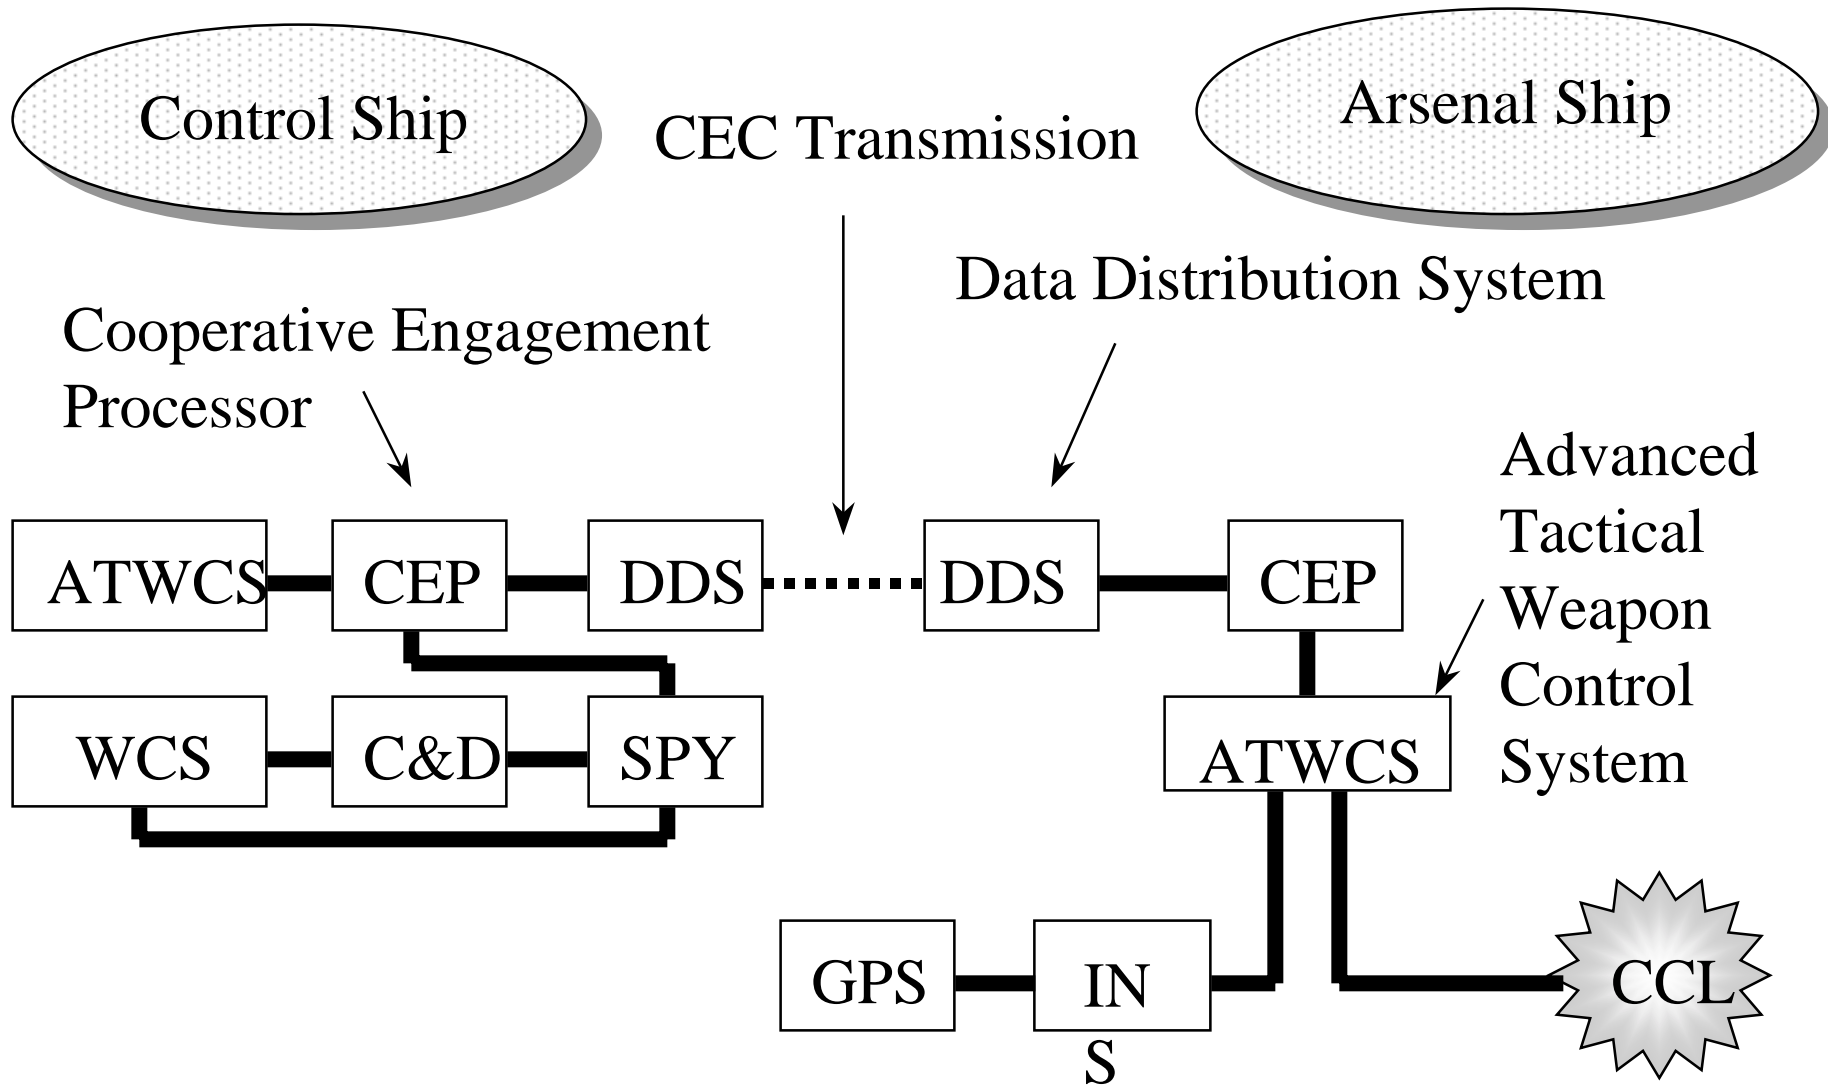 Control Ship
Arsenal Ship
CEC Transmission
Data Distribution System
Cooperative Engagement
Processor
Advanced
Tactical
Weapon
Control
System
ATWCS
CEP
DDS
DDS
CEP
WCS
C&D
SPY
ATWCS
GPS
IN
S
CCL